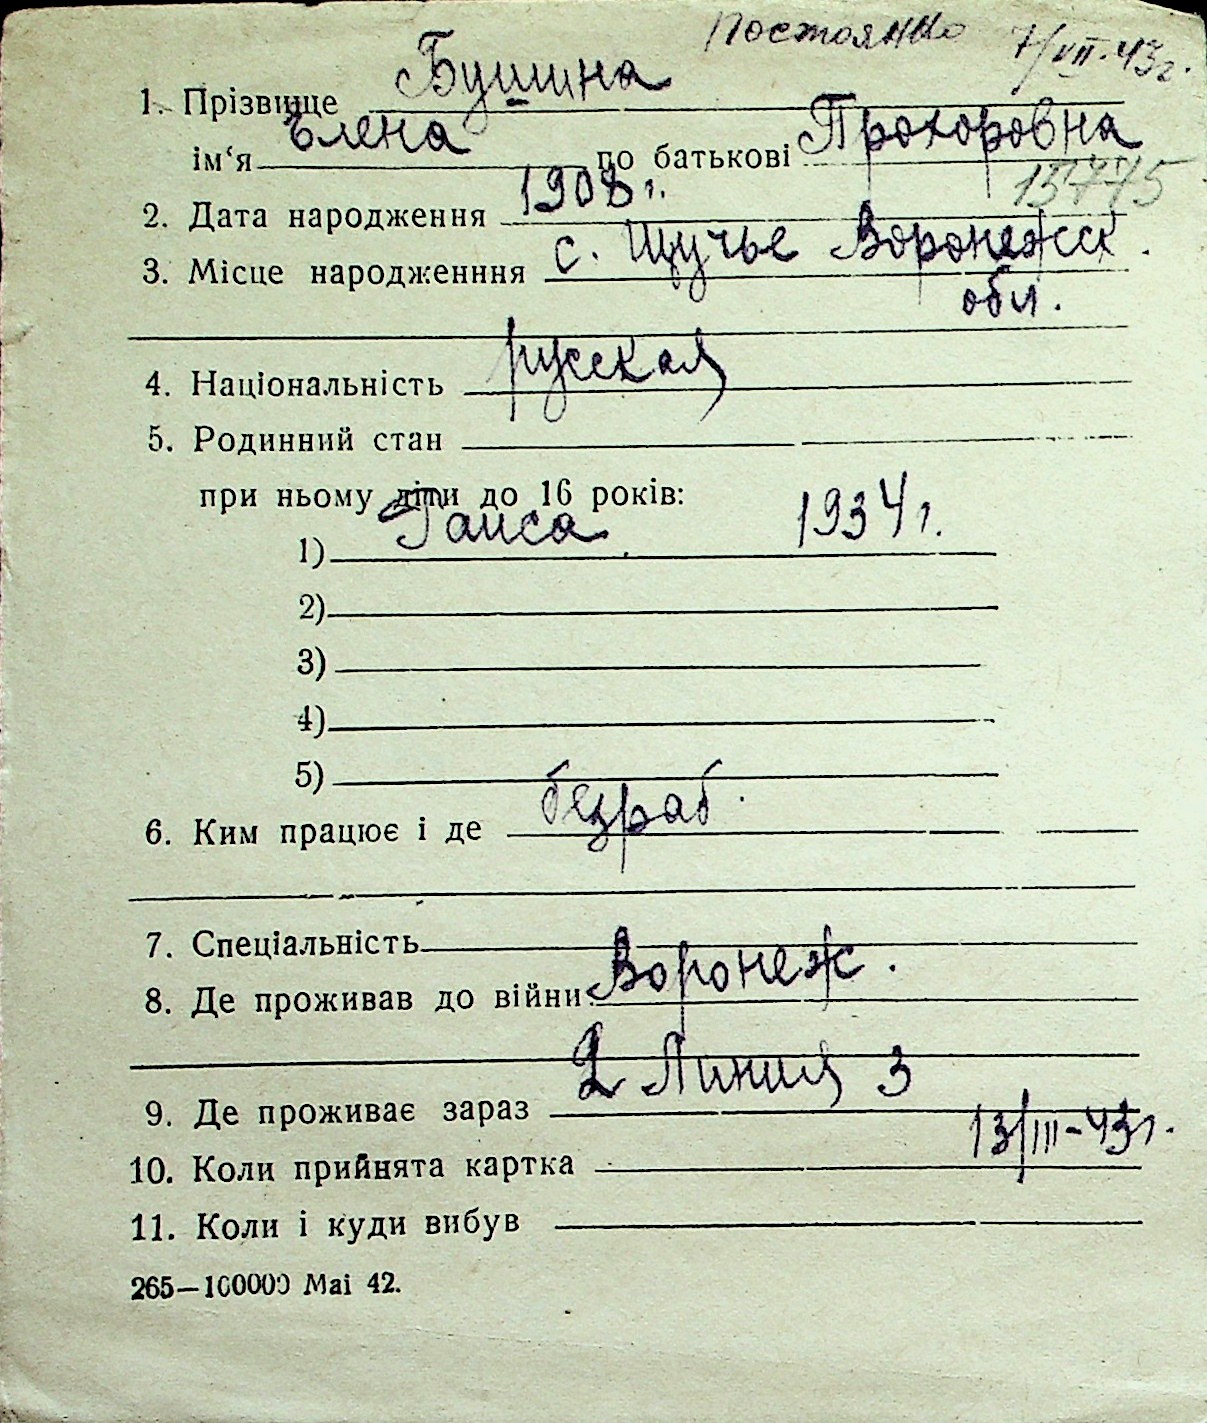 Постоянно 7/VII-43г.
1. Прізвище Бушина
ім‘я Елена по батькові Прохоровна
15775
2. Дата народження 1908 г.
3. Місце народженння с. Щучье Воронежск.
обл.
4. Національність русская
5. Родинний стан
при ньому діти до 16 років:
1) Таиса 1934 г.
2)
3)
4)
5)
6. Ким працює і де безраб.
7. Спеціальність
8. Де проживав до війни Воронеж.
9. Де проживає зараз 2 Линия 3
10. Коли прийнята картка 13/III-43 г.
11. Коли і куди вибув
265—100000 Mai 42.